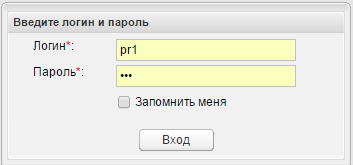 Введите логин и пароль
Логин*: pr1
Пароль*: •••
Запомнить меня
Вход